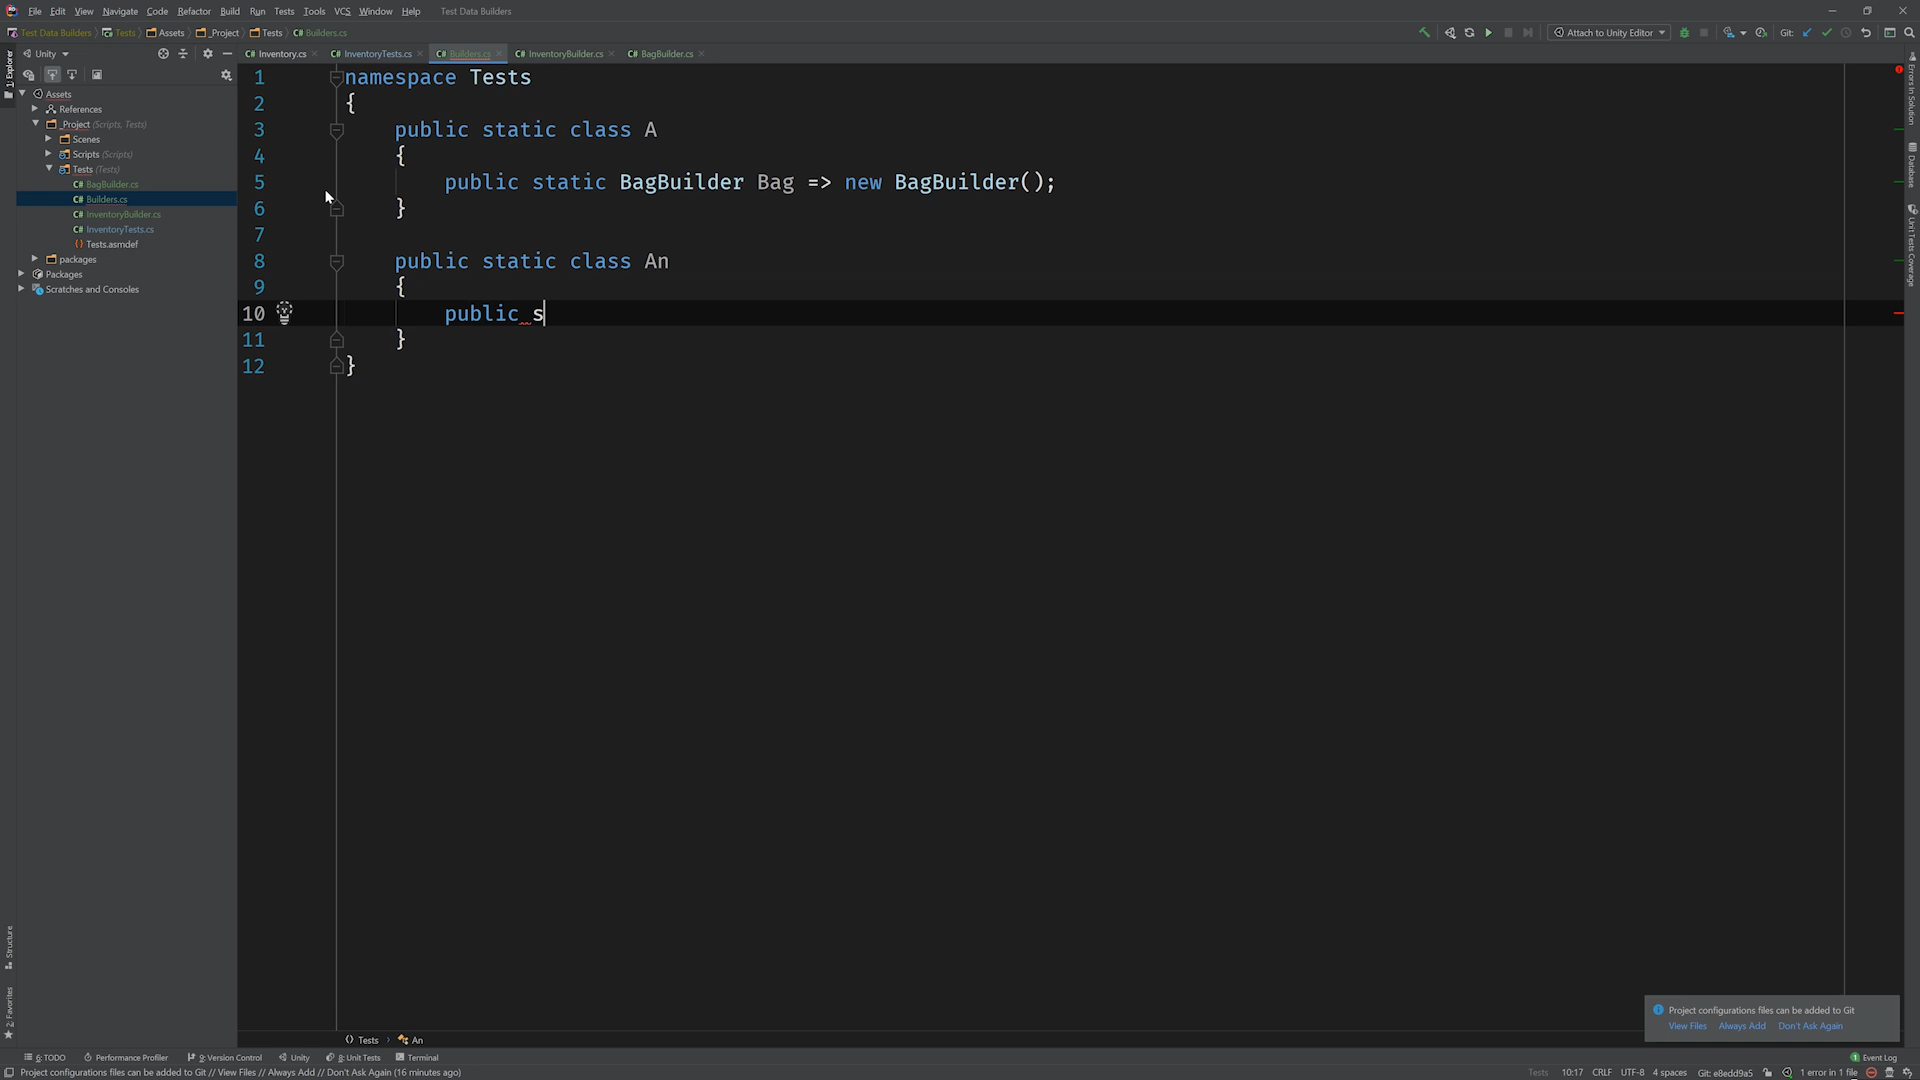 File Edit View Navigate Code Refactor Build Run Tests Tools VCS Window Help Test Data Builders
Test Data Builders Tests Assets _Project Tests C# Builders.cs
Attach to Unity Editor Git:
Unity
C# Inventory.cs C# InventoryTests.cs C# Builders.cs C# InventoryBuilder.cs C# BagBuilder.cs
1: Explorer
Assets
References
_Project (Scripts, Tests)
Scenes
Scripts (Scripts)
Tests (Tests)
C# BagBuilder.cs
C# Builders.cs
C# InventoryBuilder.cs
C# InventoryTests.cs
Tests.asmdef
packages
Packages
Scratches and Consoles
1 namespace Tests
2 {
3 public static class A
4 {
5 public static BagBuilder Bag => new BagBuilder();
6 }
7
8 public static class An
9 {
10 public s
11 }
12 }
Errors In Solution
Database
Unit Tests Coverage
Structure
2: Favorites
Project configurations files can be added to Git
View Files Always Add Don't Ask Again
Tests An
6: TODO Performance Profiler 9: Version Control Unity 8: Unit Tests Terminal 1 Event Log
Project configurations files can be added to Git // View Files // Always Add // Don't Ask Again (16 minutes ago) Tests 10:17 CRLF UTF-8 4 spaces Git: e8edd9a5 1 error in 1 file